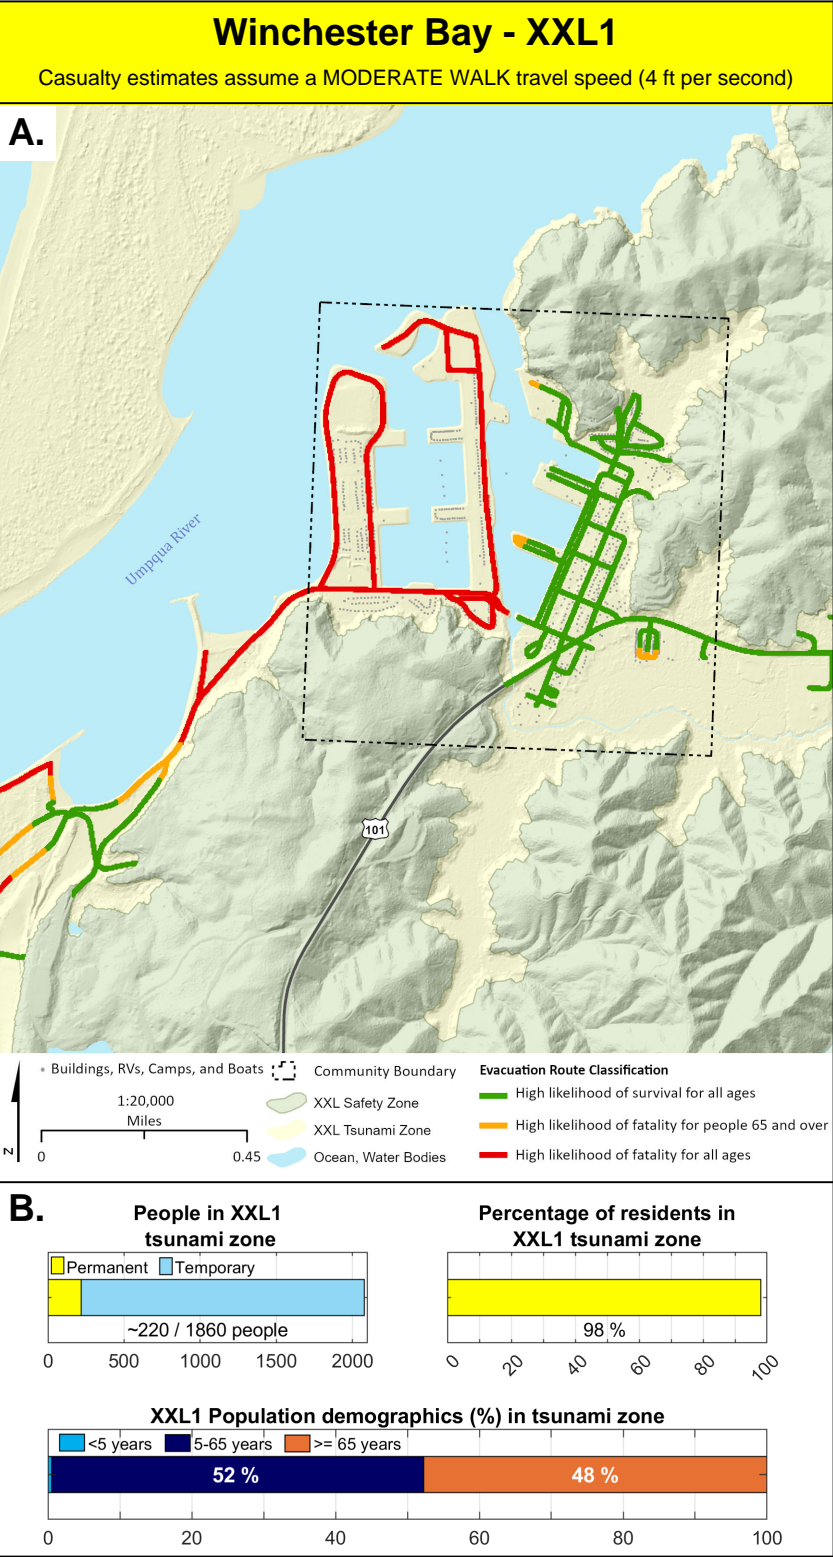 Winchester Bay - XXL1
Casualty estimates assume a MODERATE WALK travel speed (4 ft per second)
A.
Umpqua River
101
Buildings, RVs, Camps, and Boats
1:20,000
Miles
0 0.45
N
Community Boundary
XXL Safety Zone
XXL Tsunami Zone
Ocean, Water Bodies
Evacuation Route Classification
High likelihood of survival for all ages
High likelihood of fatality for people 65 and over
High likelihood of fatality for all ages
B.
People in XXL1
tsunami zone
Permanent Temporary
~220 / 1860 people
0 500 1000 1500 2000
Percentage of residents in
XXL1 tsunami zone
98 %
0 20 40 60 80 100
XXL1 Population demographics (%) in tsunami zone
<5 years 5-65 years >= 65 years
52 % 48 %
0 20 40 60 80 100